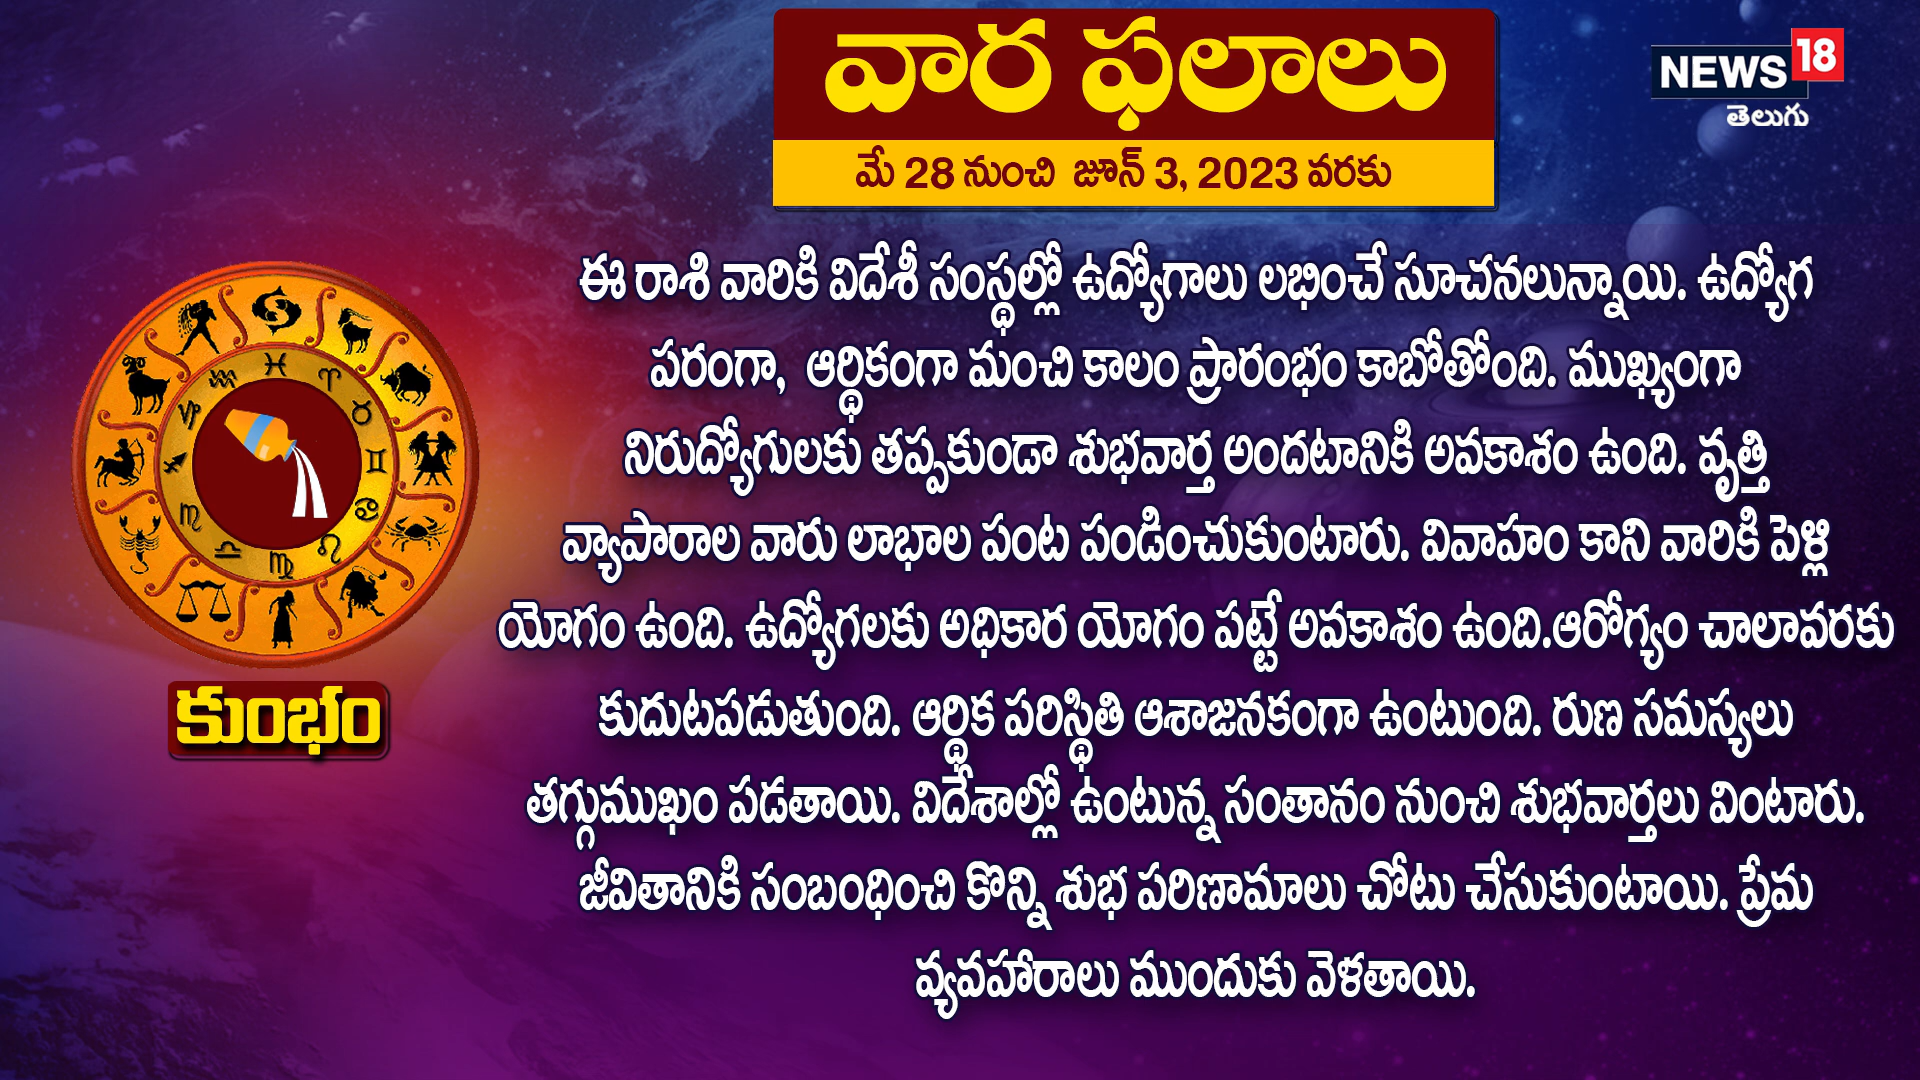 వార ఫలాలు
NEWS 18
తెలుగు
మే 28 నుంచి జూన్ 3, 2023 వరకు
ఈ రాశి వారికి విదేశీ సంస్థల్లో ఉద్యోగాలు లభించే సూచనలున్నాయి. ఉద్యోగ
పరంగా, ఆర్థికంగా మంచి కాలం ప్రారంభం కాబోతోంది. ముఖ్యంగా
నిరుద్యోగులకు తప్పకుండా శుభవార్త అందటానికి అవకాశం ఉంది. వృత్తి
వ్యాపారాల వారు లాభాల పంట పండించుకుంటారు. వివాహం కాని వారికి పెళ్లి
యోగం ఉంది. ఉద్యోగలకు అధికార యోగం పట్టే అవకాశం ఉంది.ఆరోగ్యం చాలావరకు
కుదుటపడుతుంది. ఆర్థిక పరిస్థితి ఆశాజనకంగా ఉంటుంది. రుణ సమస్యలు
తగ్గుముఖం పడతాయి. విదేశాల్లో ఉంటున్న సంతానం నుంచి శుభవార్తలు వింటారు.
జీవితానికి సంబంధించి కొన్ని శుభ పరిణామాలు చోటు చేసుకుంటాయి. ప్రేమ
వ్యవహారాలు ముందుకు వెళతాయి.
కుంభం